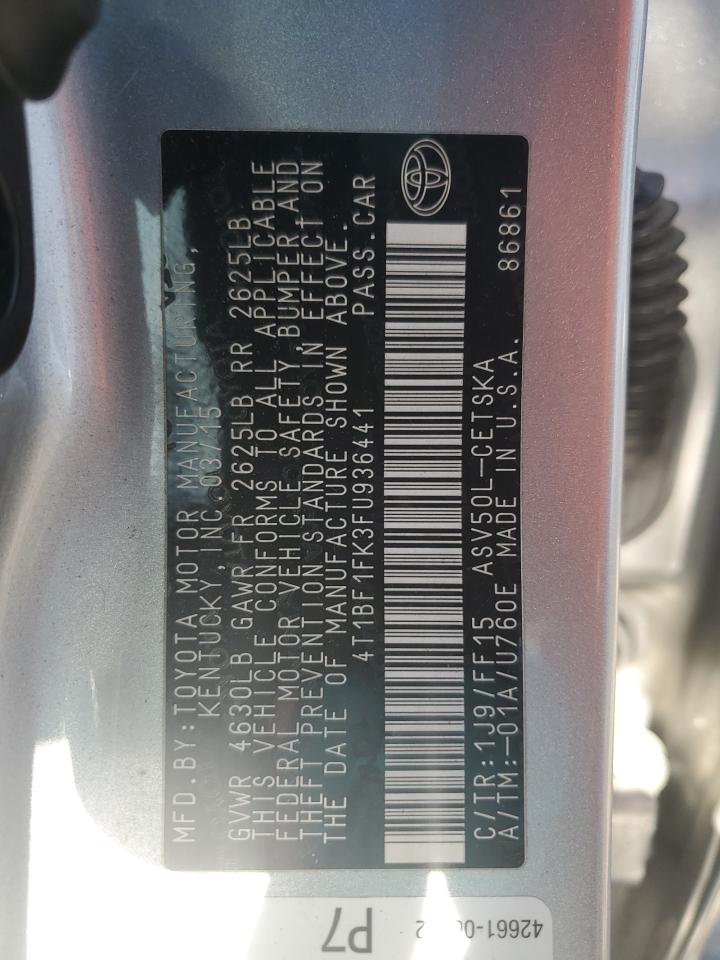 MFD.BY:TOYOTA MOTOR MANUFACTURING,
KENTUCKY,INC. 03/15
GVWR 4630LB GAWR FR 2625LB RR 2625LB
THIS VEHICLE CONFORMS TO ALL APPLICABLE
FEDERAL MOTOR VEHICLE SAFETY,BUMPER,AND
THEFT PREVENTION STANDARDS IN EFFECT ON
THE DATE OF MANUFACTURE SHOWN ABOVE.
4T1BF1FK3FU936441 PASS.CAR
C/TR:1J9/FF15 ASV50L-CETSKA
A/TM:-01A/U760E MADE IN U.S.A. 86861
P7